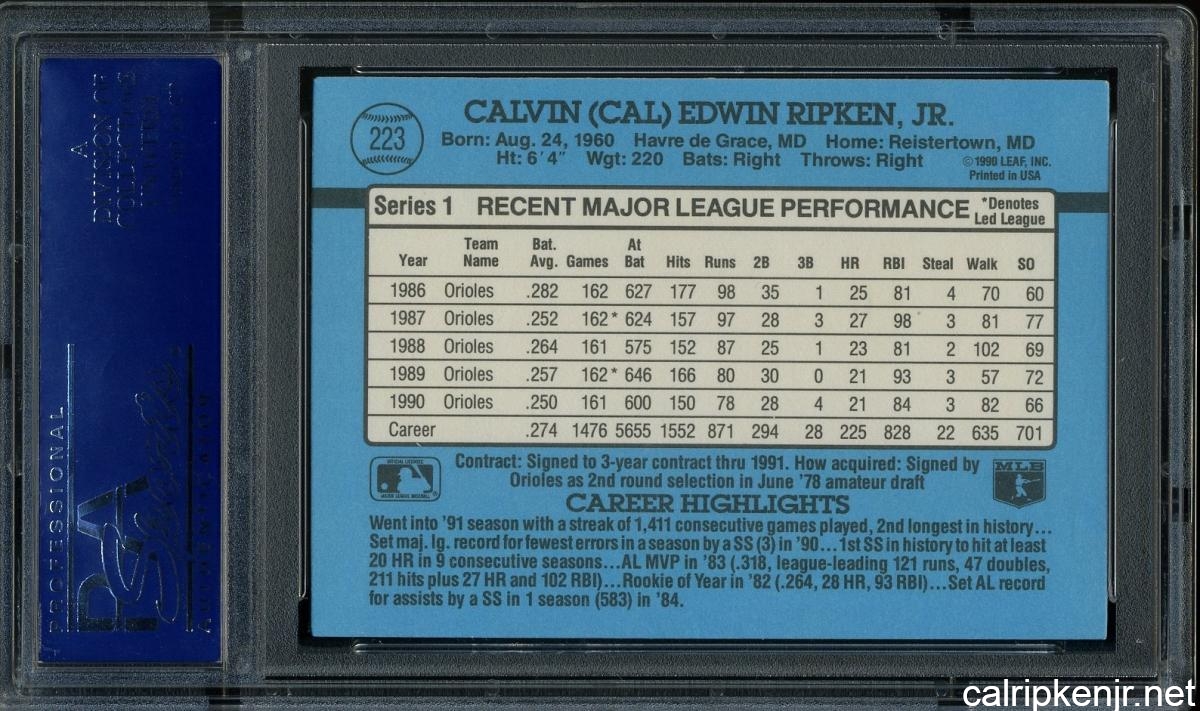 A
DIVISION OF
COLLECTORS
UNIVERSE
PROFESSIONAL
PSA
223
CALVIN (CAL) EDWIN RIPKEN, JR.
Born: Aug. 24, 1960 Havre de Grace, MD Home: Reistertown, MD
Ht: 6'4" Wgt: 220 Bats: Right Throws: Right
©1990 LEAF, INC.
Printed in USA
Series 1 RECENT MAJOR LEAGUE PERFORMANCE *Denotes Led League
Year Team Name Bat. Avg. Games At Bat Hits Runs 2B 3B HR RBI Steal Walk SO
1986 Orioles .282 162 627 177 98 35 1 25 81 4 70 60
1987 Orioles .252 162* 624 157 97 28 3 27 98 3 81 77
1988 Orioles .264 161 575 152 87 25 1 23 81 2 102 69
1989 Orioles .257 162* 646 166 80 30 0 21 93 3 57 72
1990 Orioles .250 161 600 150 78 28 4 21 84 3 82 66
Career .274 1476 5655 1552 871 294 28 225 828 22 635 701
Contract: Signed to 3-year contract thru 1991. How acquired: Signed by
Orioles as 2nd round selection in June '78 amateur draft
MLB
CAREER HIGHLIGHTS
Went into '91 season with a streak of 1,411 consecutive games played, 2nd longest in history...
Set maj. lg. record for fewest errors in a season by a SS (3) in '90...1st SS in history to hit at least
20 HR in 9 consecutive seasons...AL MVP in '83 (.318, league-leading 121 runs, 47 doubles,
211 hits plus 27 HR and 102 RBI)...Rookie of Year in '82 (.264, 28 HR, 93 RBI)...Set AL record
for assists by a SS in 1 season (583) in '84.
calripkenjr.net